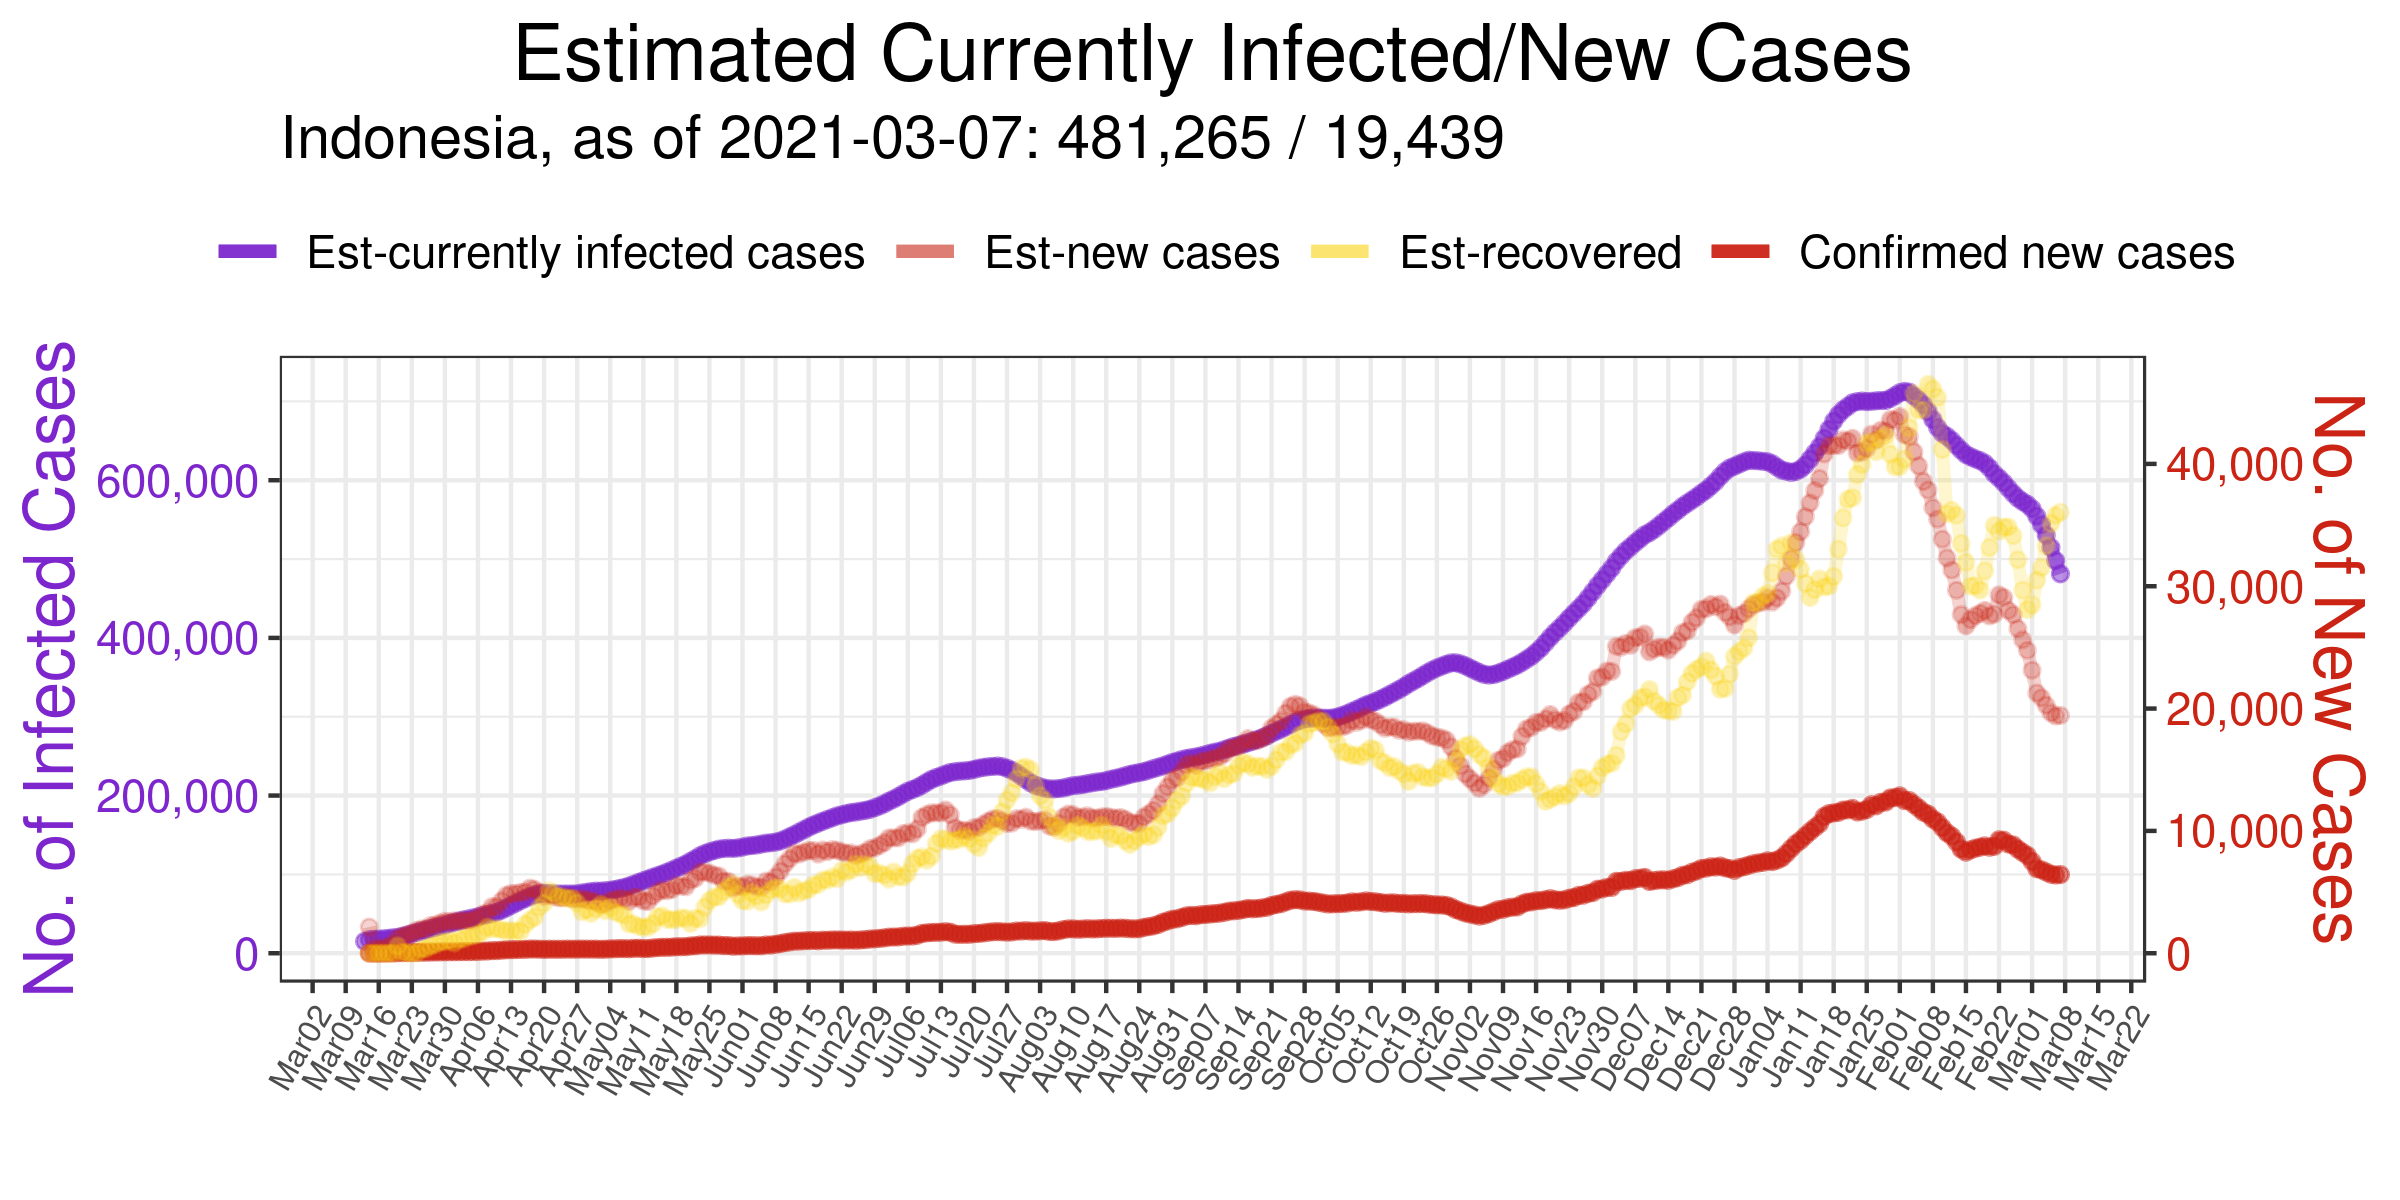 Estimated Currently Infected/New Cases
Indonesia, as of 2021-03-07: 481,265 / 19,439
Est-currently infected cases Est-new cases Est-recovered Confirmed new cases
No. of Infected Cases
600,000
400,000
200,000
0
40,000
30,000
20,000
10,000
0
No. of New Cases
Mar02 Mar09 Mar16 Mar23 Mar30 Apr06 Apr13 Apr20 Apr27 May04 May11 May18 May25 Jun01 Jun08 Jun15 Jun22 Jun29 Jul06 Jul13 Jul20 Jul27 Aug03 Aug10 Aug17 Aug24 Aug31 Sep07 Sep14 Sep21 Sep28 Oct05 Oct12 Oct19 Oct26 Nov02 Nov09 Nov16 Nov23 Nov30 Dec07 Dec14 Dec21 Dec28 Jan04 Jan11 Jan18 Jan25 Feb01 Feb08 Feb15 Feb22 Mar01 Mar08 Mar15 Mar22